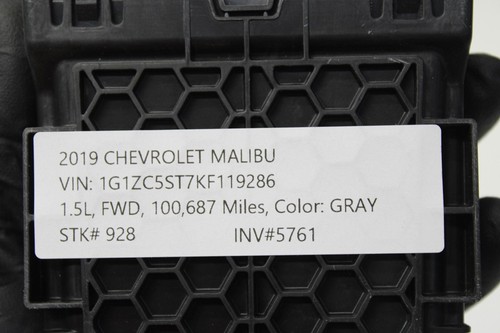 2019 CHEVROLET MALIBU
VIN: 1G1ZC5ST7KF119286
1.5L, FWD, 100,687 Miles, Color: GRAY
STK# 928 INV#5761